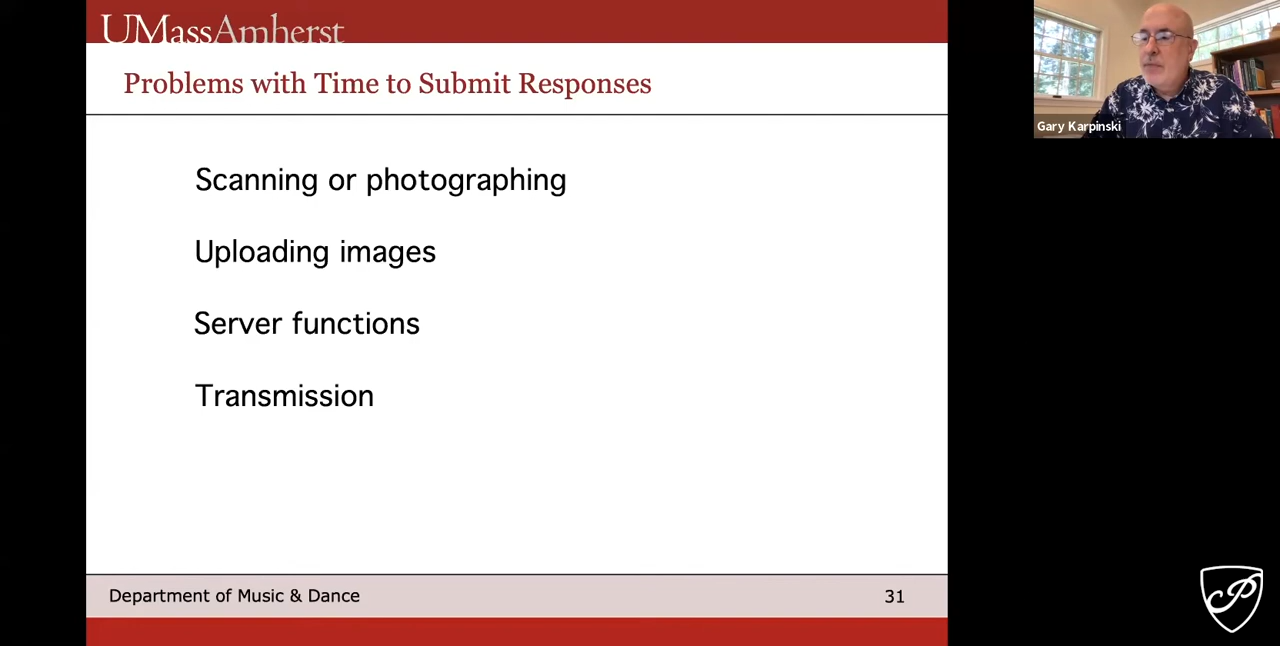 UMassAmherst
Problems with Time to Submit Responses
Gary Karpinski
Scanning or photographing
Uploading images
Server functions
Transmission
Department of Music & Dance
31